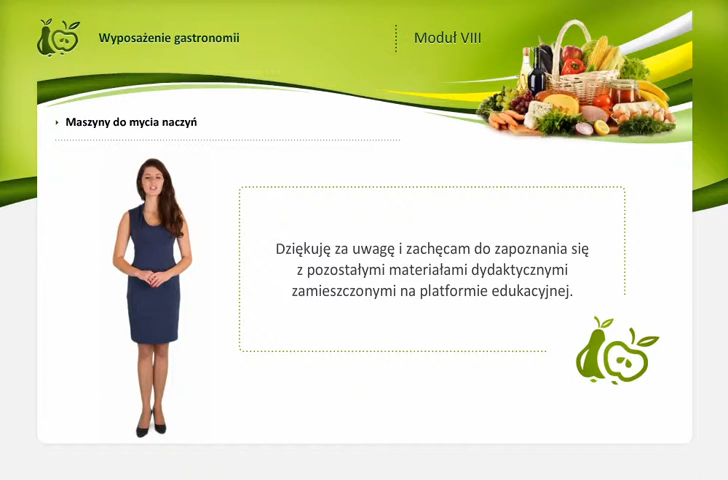 Wyposażenie gastronomii
Moduł VIII
Maszyny do mycia naczyń
Dziękuję za uwagę i zachęcam do zapoznania się
z pozostałymi materiałami dydaktycznymi
zamieszczonymi na platformie edukacyjnej.